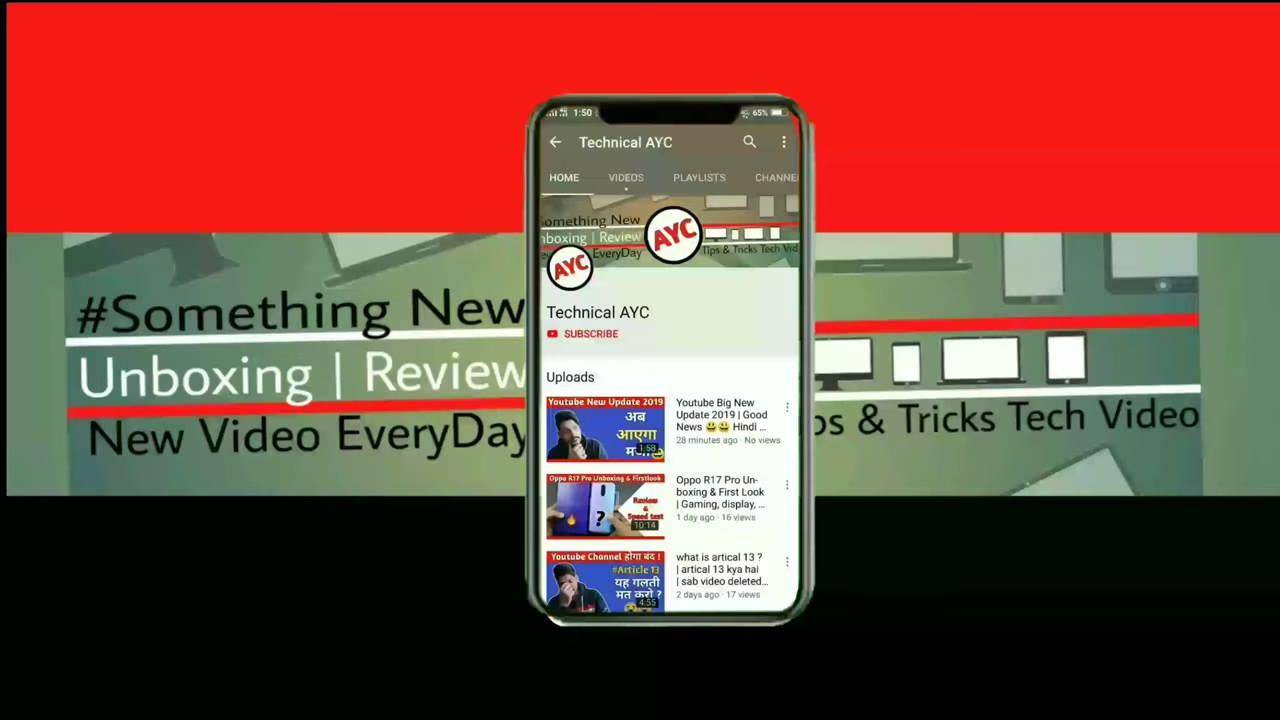 1:50
65%
Technical AYC
HOME VIDEOS PLAYLISTS CHANNE
Something New
Unboxing | Review
EveryDay
Tips & Tricks Tech Vid
AYC
AYC
Technical AYC
SUBSCRIBE
Uploads
Youtube New Update 2019
अब
आएगा
1:58
Youtube Big New
Update 2019 | Good
News 😃😃 Hindi ...
28 minutes ago · No views
Oppo R17 Pro Unboxing & Firstlook
?
Review
&
Speed test
10:14
Oppo R17 Pro Un-
boxing & First Look
| Gaming, display, ...
1 day ago · 16 views
Youtube Channel होगा बंद !
#Article 13
यह गलती
मत करो ?
4:55
what is artical 13 ?
| artical 13 kya hai
| sab video deleted...
2 days ago · 17 views
#Something New
Unboxing | Review
New Video EveryDay
ps & Tricks Tech Video